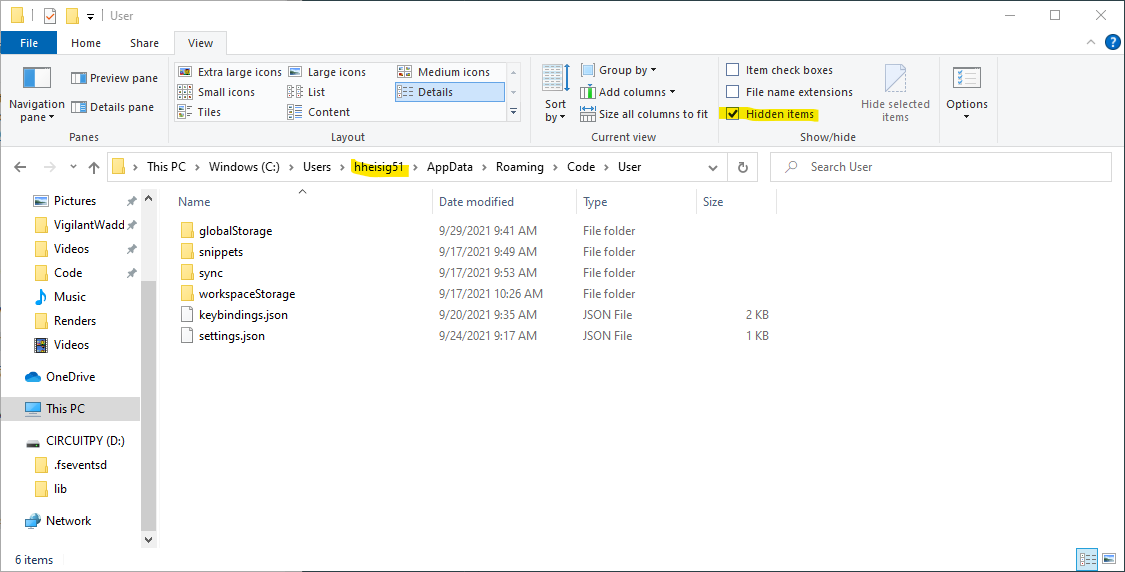 User
File Home Share View
Navigation pane
Preview pane
Details pane
Panes
Extra large icons Large icons Medium icons
Small icons List Details
Tiles Content
Layout
Sort by
Group by
Add columns
Size all columns to fit
Current view
Item check boxes
File name extensions
Hidden items
Hide selected items
Show/hide
Options
This PC > Windows (C:) > Users > hheisig51 > AppData > Roaming > Code > User
Search User
Pictures
VigilantWadd
Videos
Code
Music
Renders
Videos
OneDrive
This PC
CIRCUITPY (D:)
.fseventsd
lib
Network
Name Date modified Type Size
globalStorage 9/29/2021 9:41 AM File folder
snippets 9/17/2021 9:49 AM File folder
sync 9/17/2021 9:53 AM File folder
workspaceStorage 9/17/2021 10:26 AM File folder
keybindings.json 9/20/2021 9:35 AM JSON File 2 KB
settings.json 9/24/2021 9:17 AM JSON File 1 KB
6 items